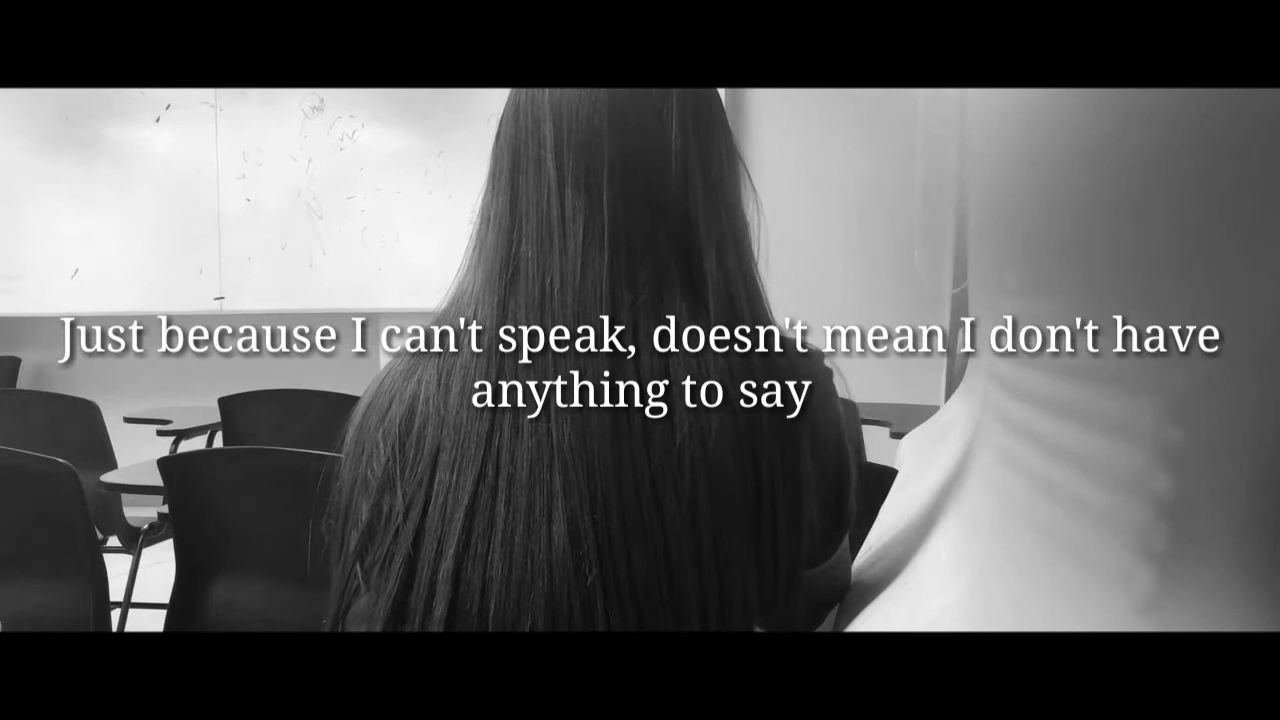 Just because I can't speak, doesn't mean I don't have
anything to say